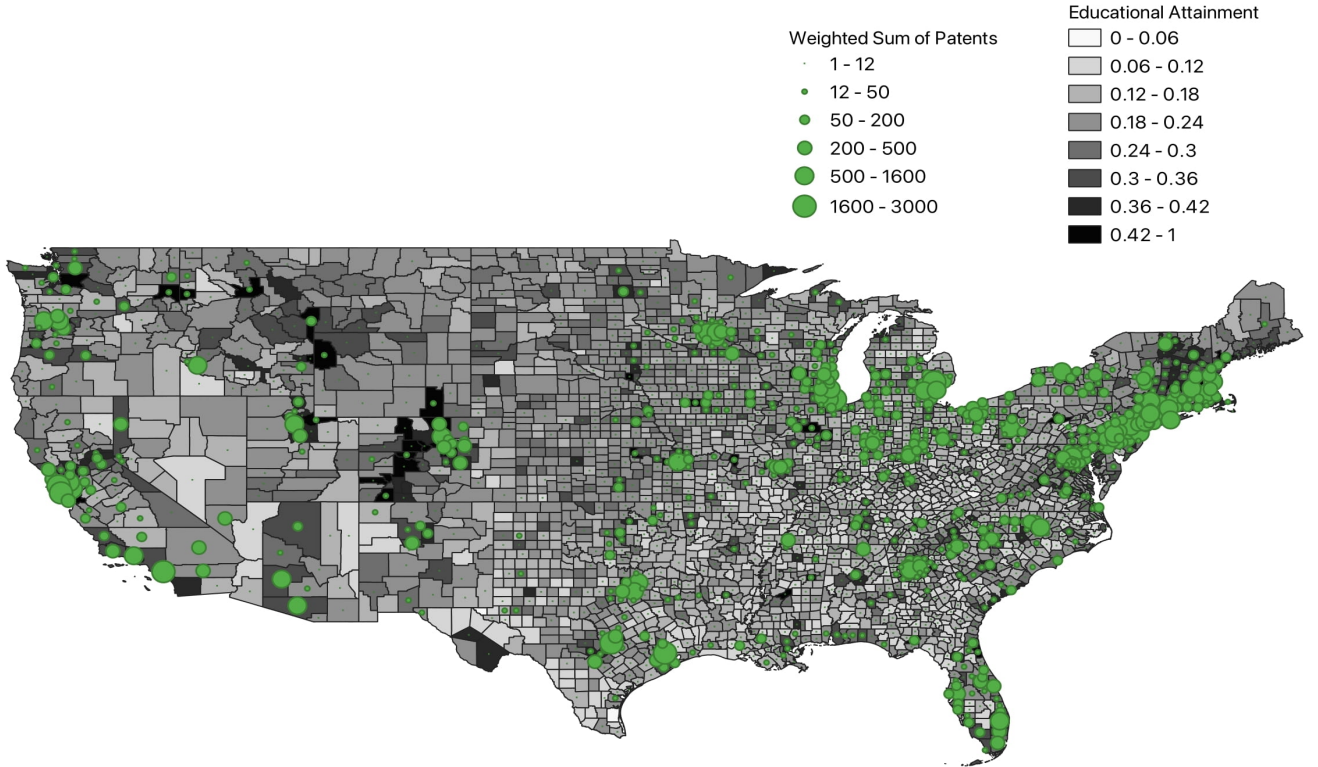 Weighted Sum of Patents
1 - 12
12 - 50
50 - 200
200 - 500
500 - 1600
1600 - 3000
Educational Attainment
0 - 0.06
0.06 - 0.12
0.12 - 0.18
0.18 - 0.24
0.24 - 0.3
0.3 - 0.36
0.36 - 0.42
0.42 - 1